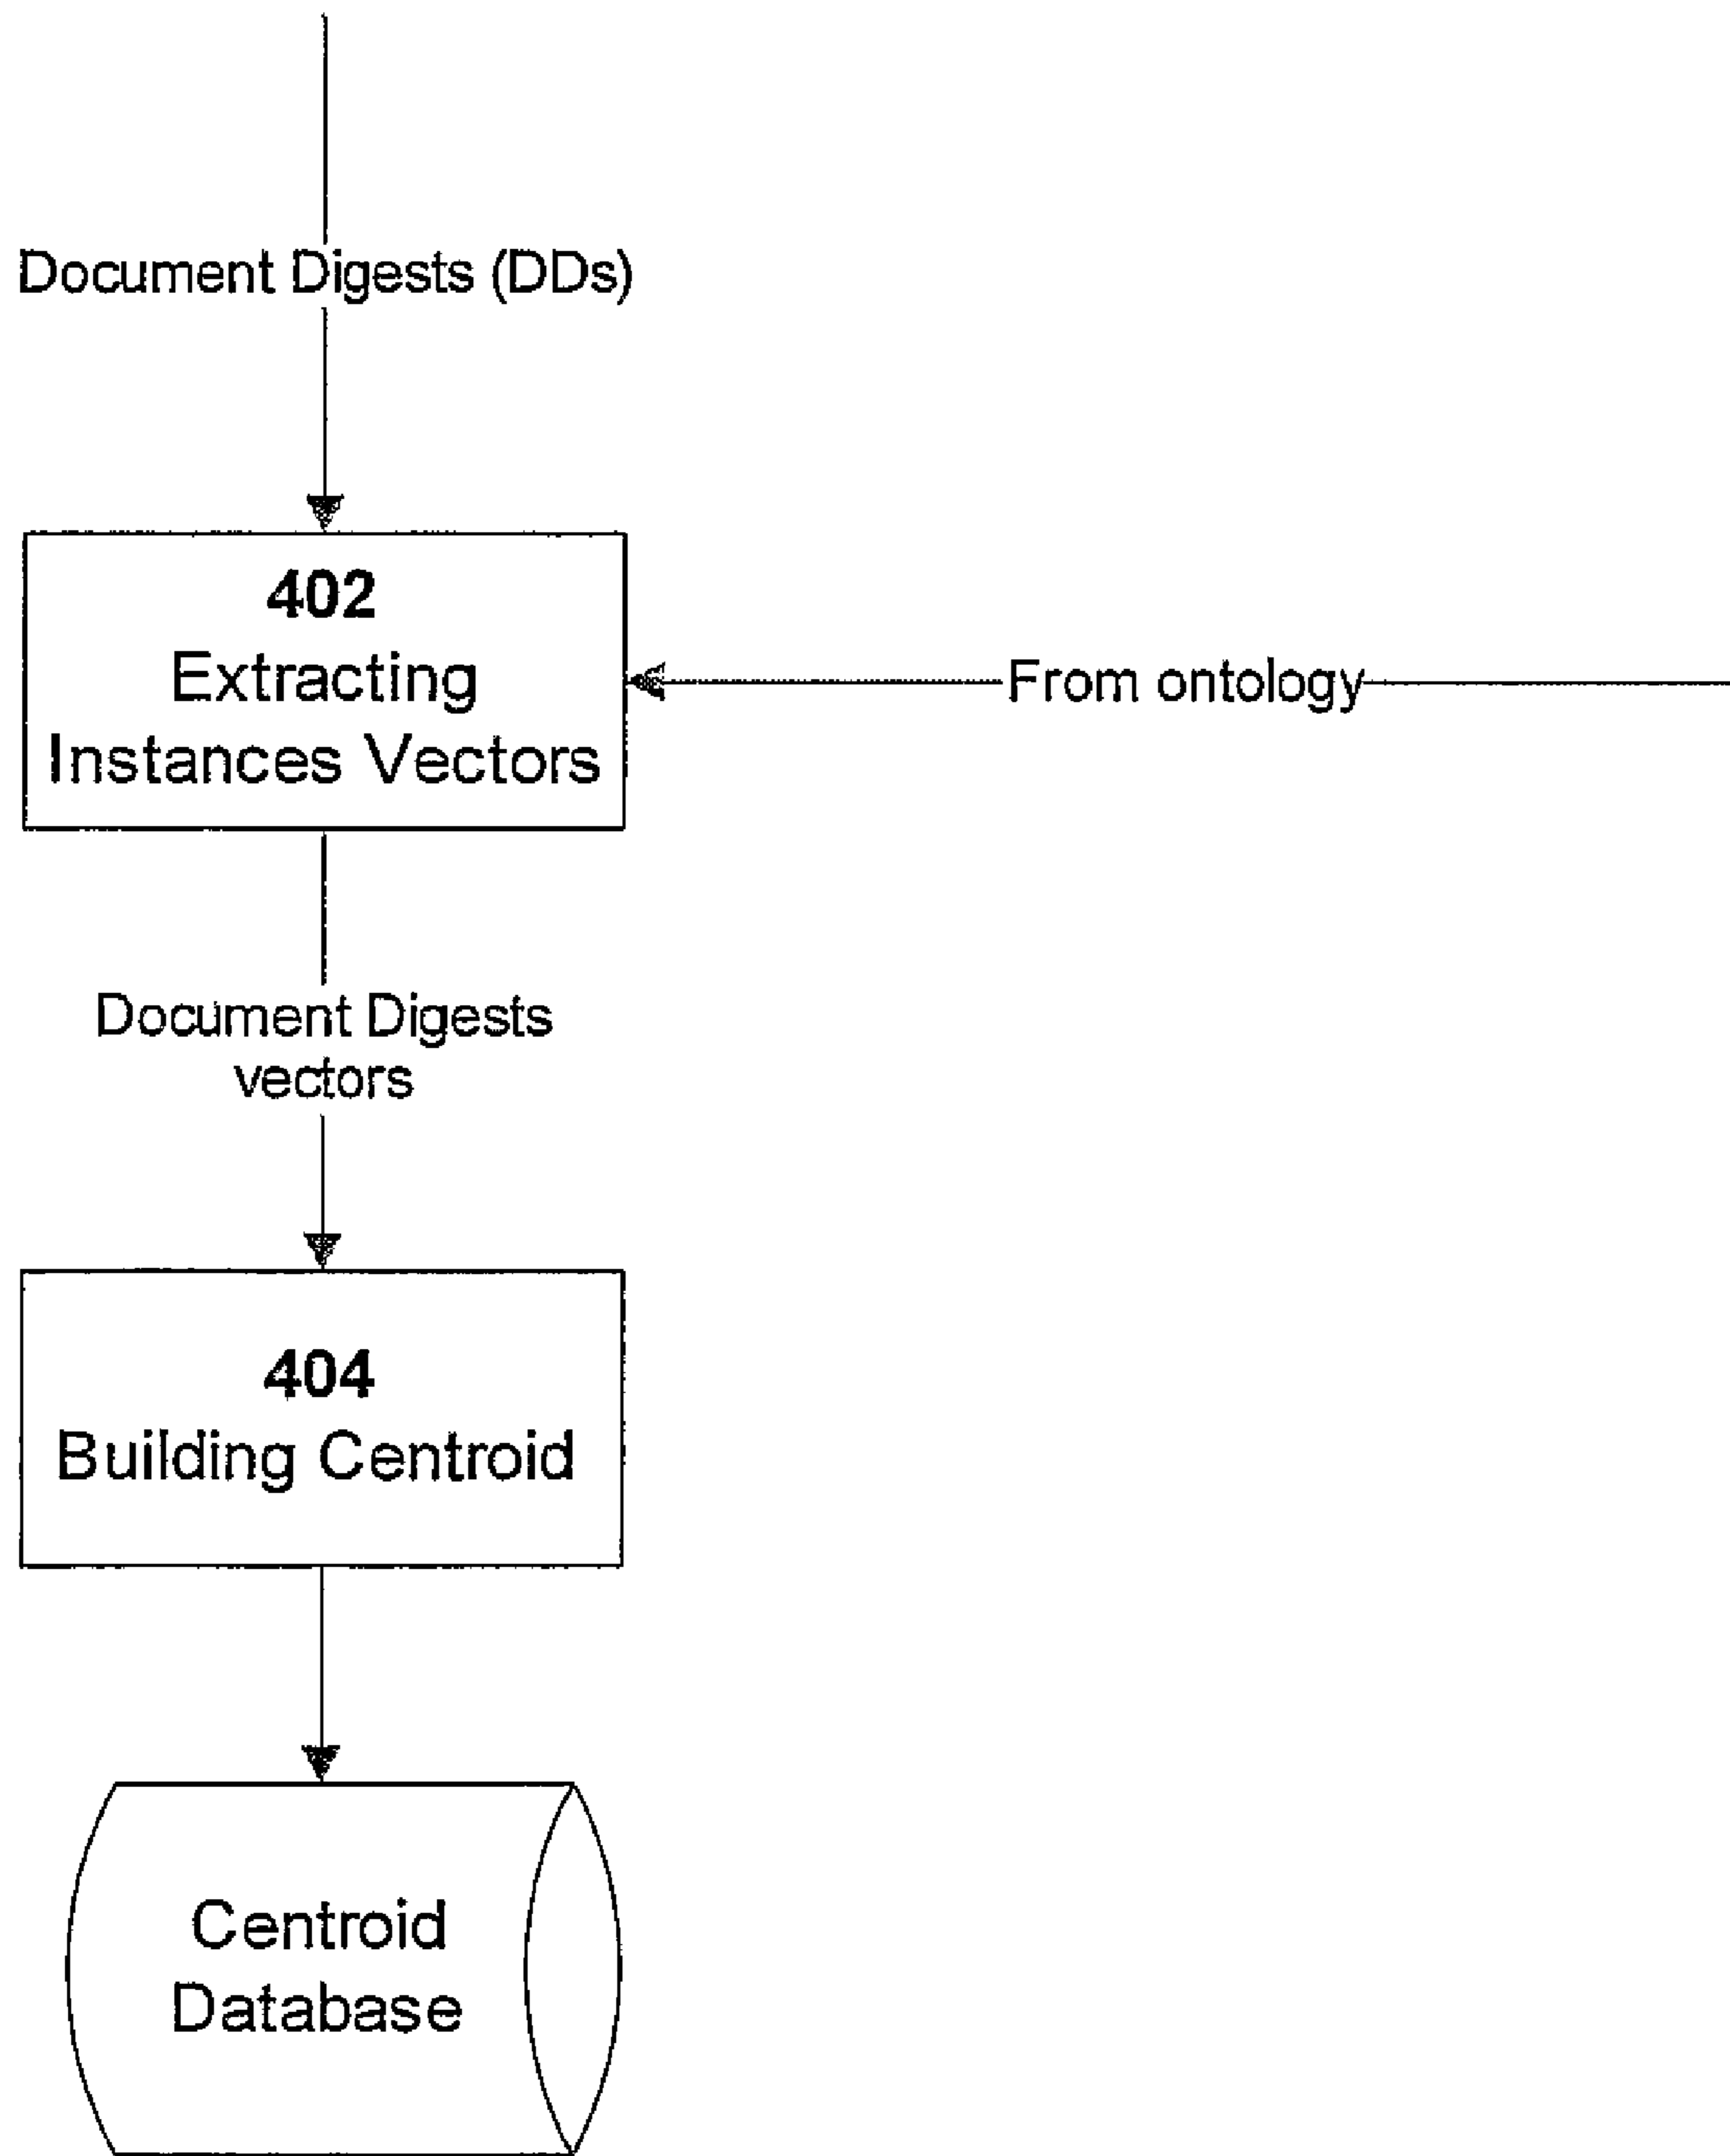 Document Digests (DDs)
402
Extracting
Instances Vectors
From ontology
Document Digests
vectors
404
Building Centroid
Centroid
Database